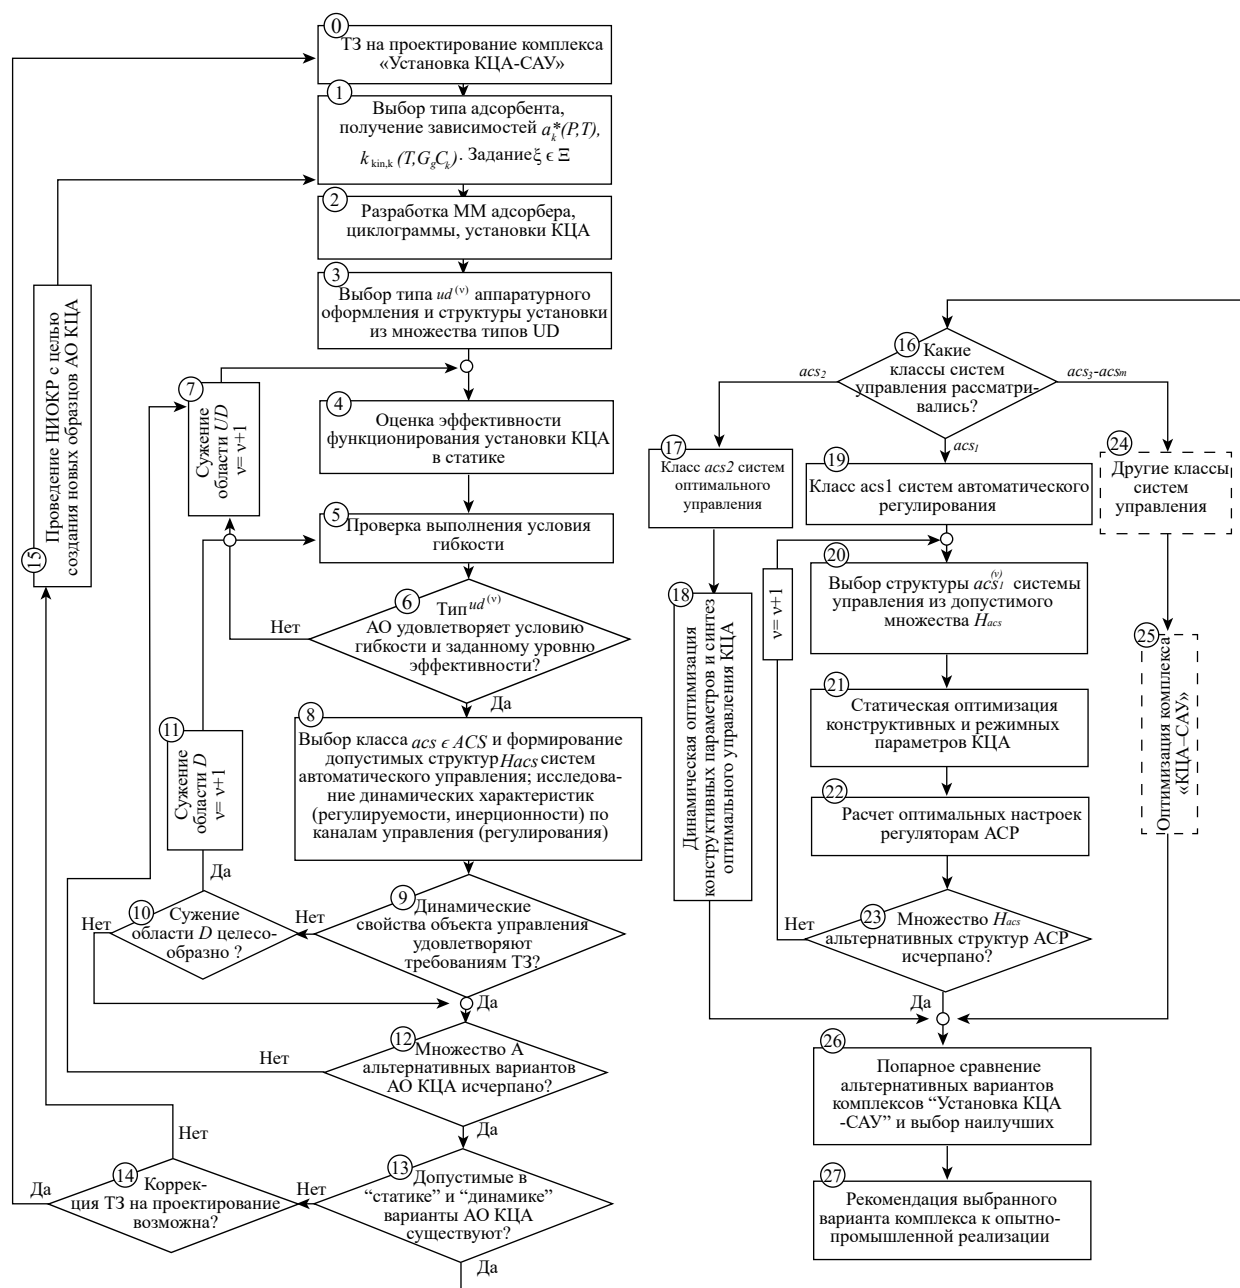 0
ТЗ на проектирование комплекса
«Установка КЦА-САУ»
1
Выбор типа адсорбента,
получение зависимостей a*k(P,T),
k kin,k (T,GgCk). Задание ξ ϵ Ξ
2
Разработка ММ адсорбера,
циклограммы, установки КЦА
3
Выбор типа ud(ν) аппаратурного
оформления и структуры установки
из множества типов UD
4
Оценка эффективности
функционирования установки КЦА
в статике
5
Проверка выполнения условия
гибкости
6
Тип ud(ν)
АО удовлетворяет условию
гибкости и заданному уровню
эффективности?
Нет
Да
7
Сужение
области UD
ν= ν+1
8
Выбор класса acs ϵ ACS и формирование
допустимых структур Hacs систем
автоматического управления; исследова-
ние динамических характеристик
(регулируемости, инерционности) по
каналам управления (регулирования)
9
Динамические
свойства объекта управления
удовлетворяют
требованиям ТЗ?
Нет
Да
10
Сужение
области D целесо-
образно ?
Нет
Да
11
Сужение
области D
ν= ν+1
12
Множество А
альтернативных вариантов
АО КЦА исчерпано?
Нет
Да
13
Допустимые в
“статике” и “динамике”
варианты АО КЦА
существуют?
Нет
Да
14
Коррек-
ция ТЗ на проектирование
возможна?
Нет
Да
15
Проведение НИОКР с целью
создания новых образцов АО КЦА
16
Какие
классы систем
управления рассматри-
вались?
acs2
acs1
acs3-acsm
17
Класс acs2 систем
оптимального
управления
18
Динамическая оптимизация
конструктивных параметров и синтез
оптимального управления КЦА
19
Класс acs1 систем автоматического
регулирования
20
Выбор структуры acs1(ν) системы
управления из допустимого
множества Hacs
ν= ν+1
21
Статическая оптимизация
конструктивных и режимных
параметров КЦА
22
Расчет оптимальных настроек
регуляторам АСР
23
Множество Hacs
альтернативных структур АСР
исчерпано?
Нет
Да
24
Другие классы
систем
управления
25
Оптимизация комплекса
«КЦА–САУ»
26
Попарное сравнение
альтернативных вариантов
комплексов “Установка КЦА
-САУ” и выбор наилучших
27
Рекомендация выбранного
варианта комплекса к опытно-
промышленной реализации